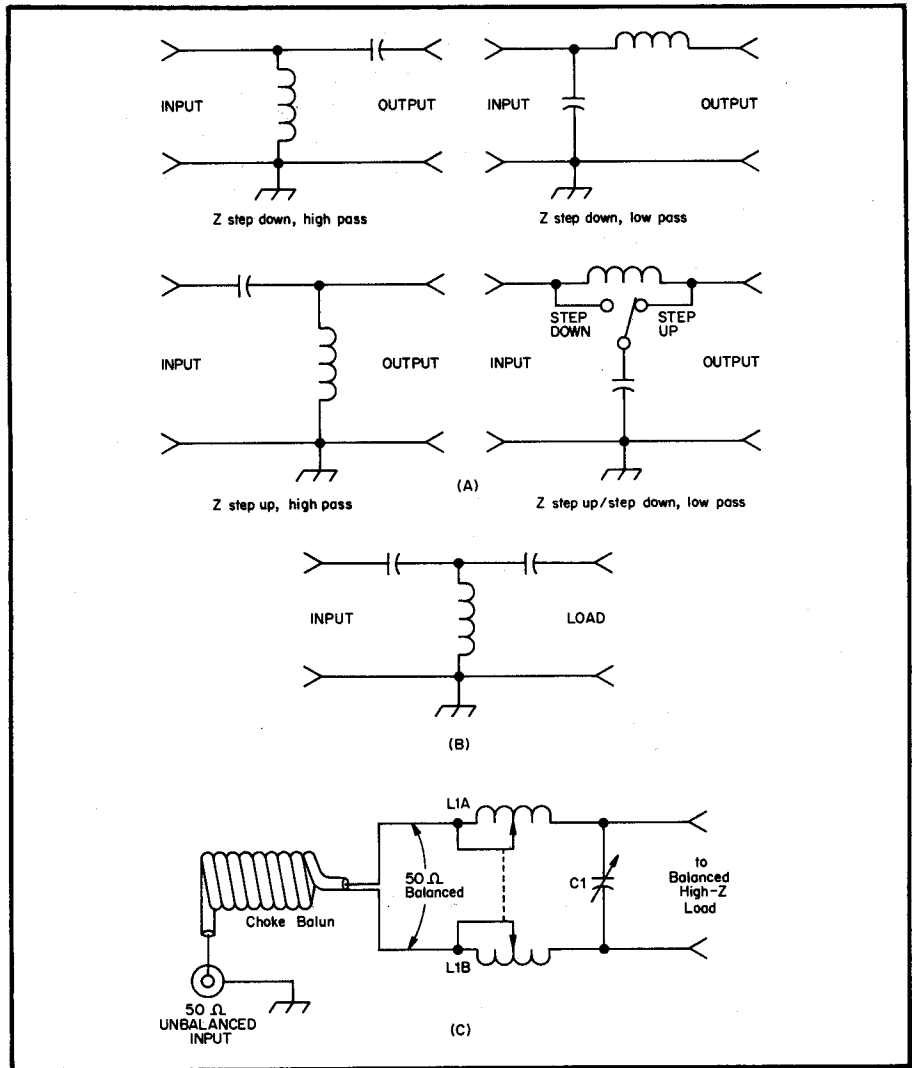 INPUT
OUTPUT
Z step down, high pass
INPUT
OUTPUT
Z step down, low pass
INPUT
OUTPUT
Z step up, high pass
STEP
DOWN
STEP
UP
INPUT
OUTPUT
Z step up/step down, low pass
(A)
INPUT
LOAD
(B)
Choke Balun
50 Ω
UNBALANCED
INPUT
50 Ω
Balanced
L1A
L1B
C1
to
Balanced
High-Z
Load
(C)